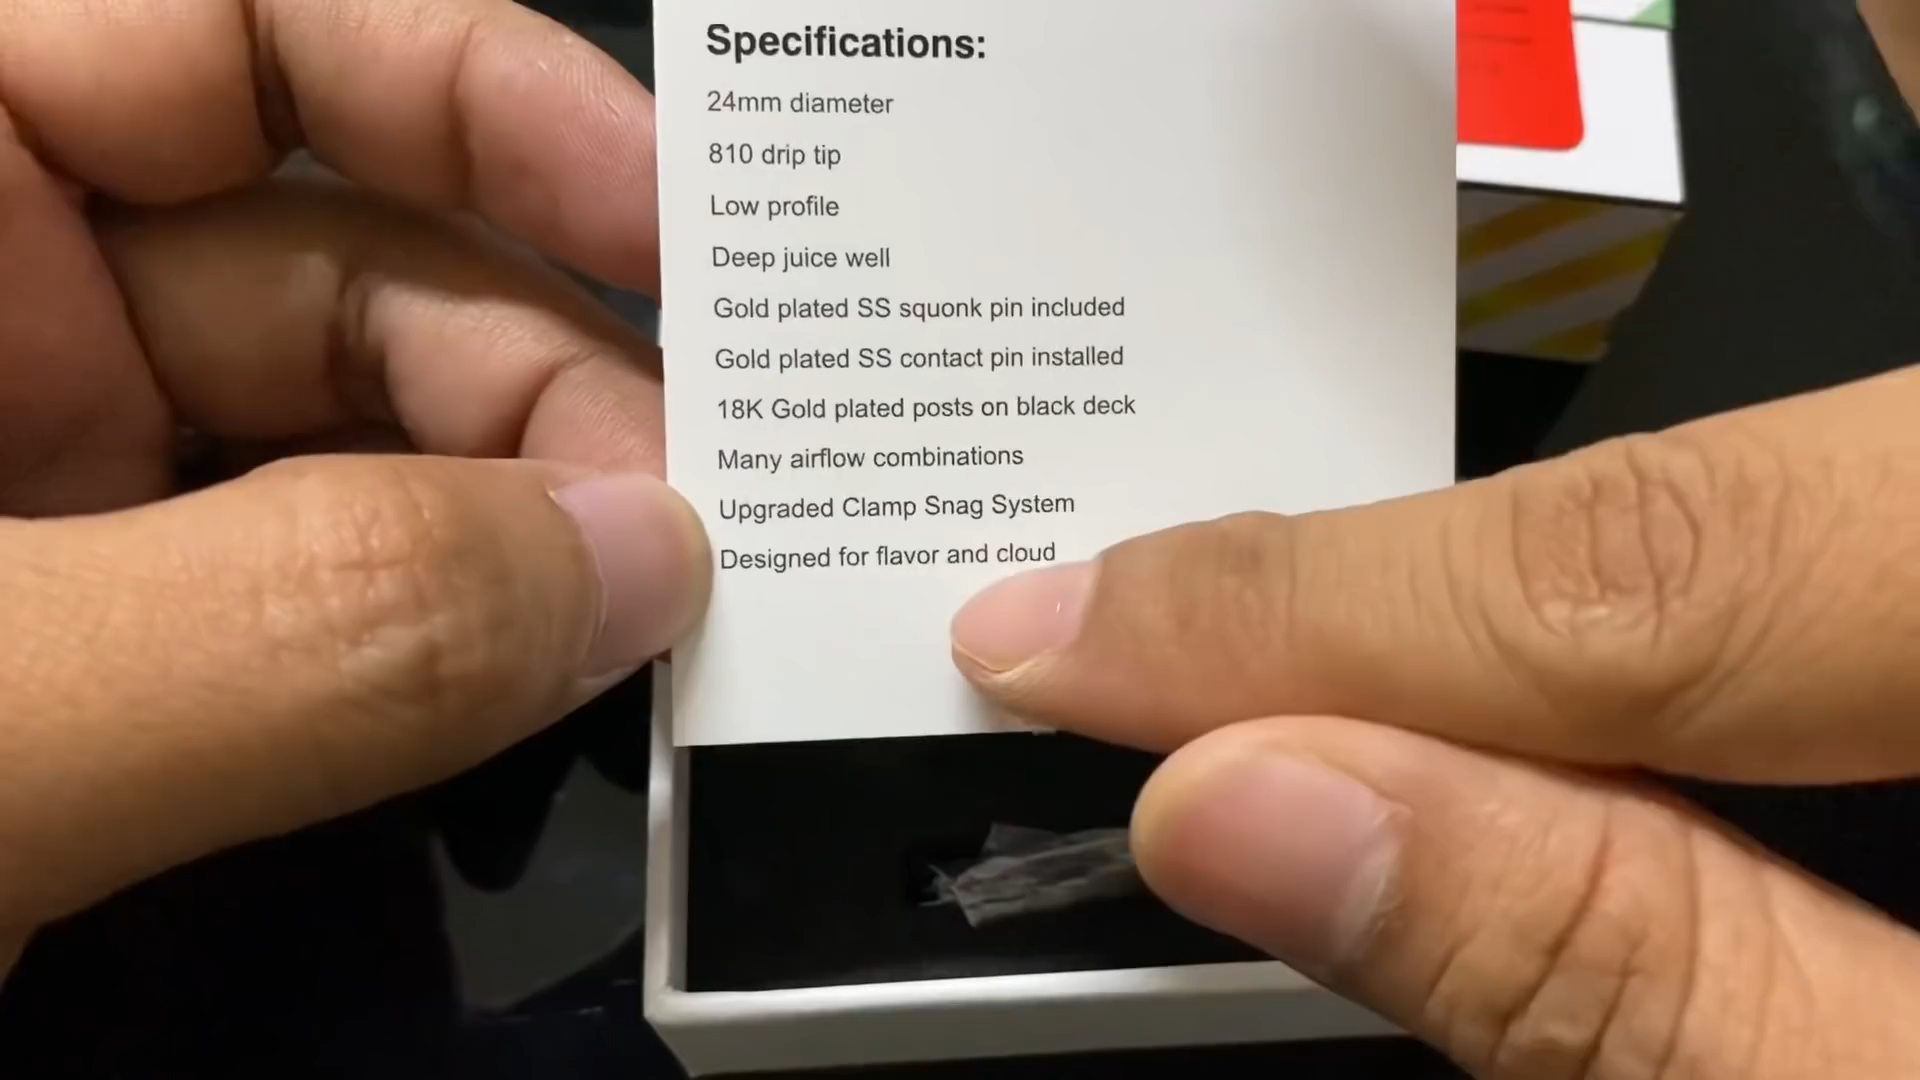 Specifications:
24mm diameter
810 drip tip
Low profile
Deep juice well
Gold plated SS squonk pin included
Gold plated SS contact pin installed
18K Gold plated posts on black deck
Many airflow combinations
Upgraded Clamp Snag System
Designed for flavor and cloud